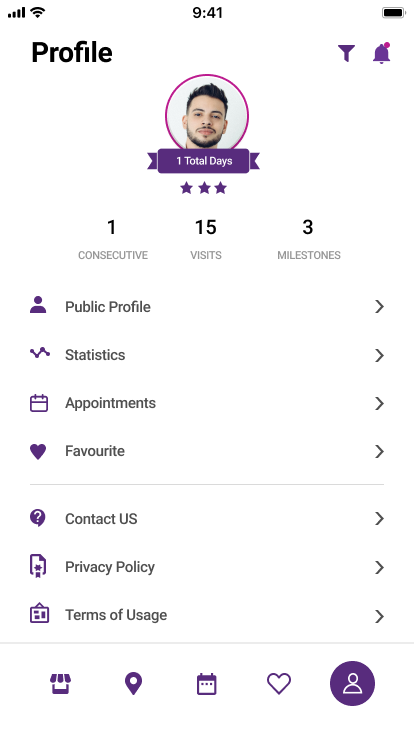 9:41
Profile
1 Total Days
1 15 3
CONSECUTIVE VISITS MILESTONES
Public Profile
Statistics
Appointments
Favourite
Contact US
Privacy Policy
Terms of Usage